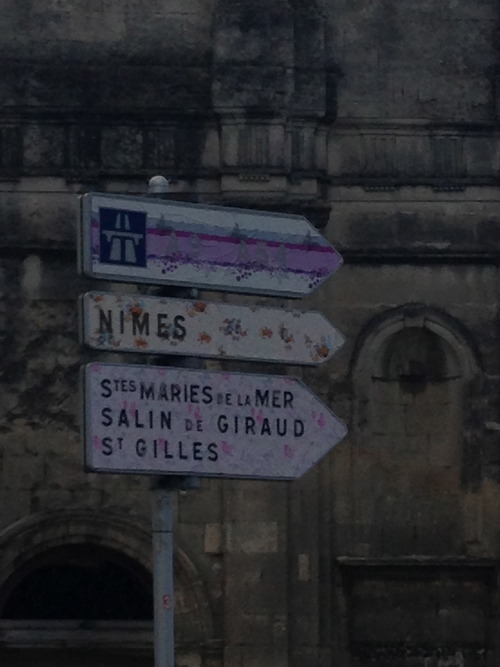 NIMES
STES MARIES DE LA MER
SALIN DE GIRAUD
ST GILLES